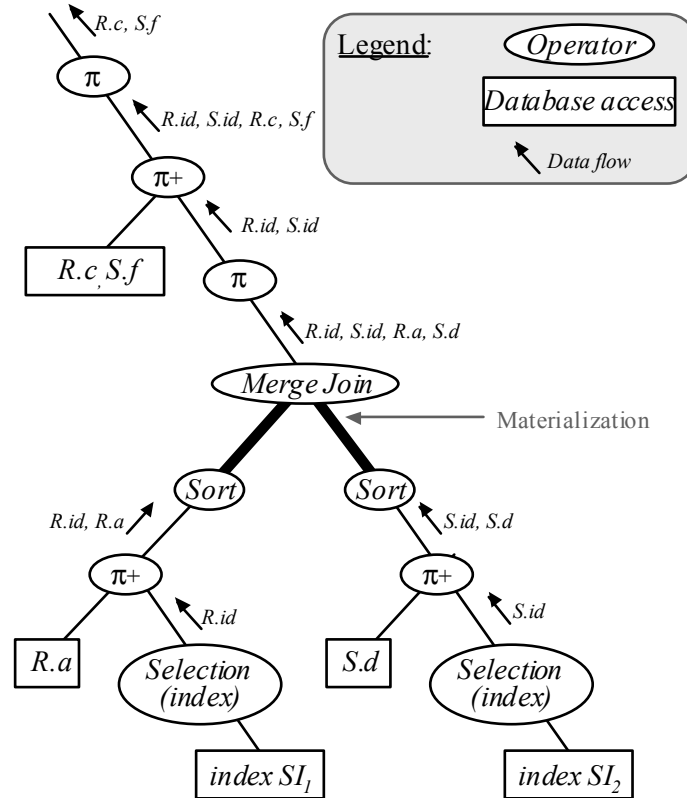 R.c, S.f
Legend:
Operator
π
Database access
R.id, S.id, R.c, S.f
Data flow
π+
R.id, S.id
R.c, S.f
π
R.id, S.id, R.a, S.d
Merge Join
Materialization
Sort
Sort
R.id, R.a
S.id, S.d
π+
π+
R.id
S.id
R.a
Selection
(index)
S.d
Selection
(index)
index SI1
index SI2